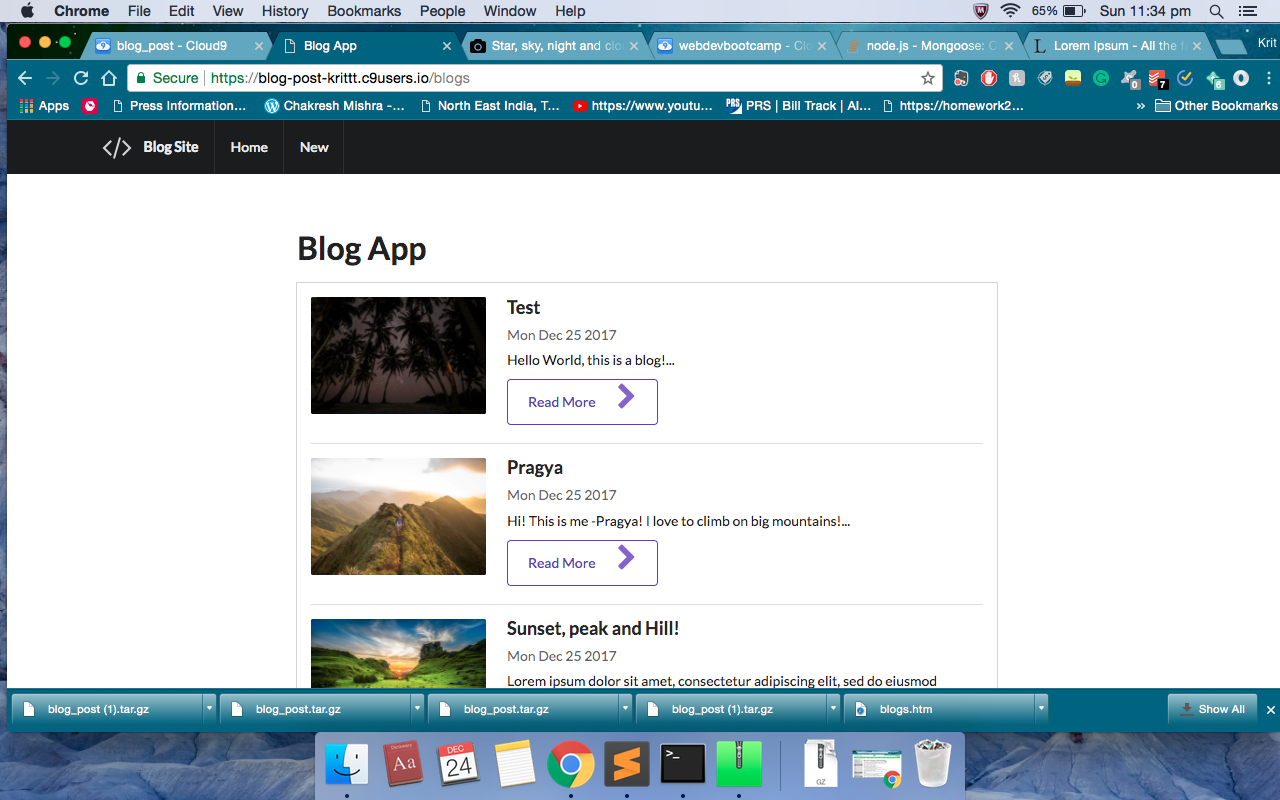 Chrome File Edit View History Bookmarks People Window Help 65% Sun 11:34 pm
blog_post - Cloud9 Blog App Star, sky, night and clo webdevbootcamp - Clo node.js - Mongoose: C Lorem Ipsum - All the f Krit
Secure https://blog-post-krittt.c9users.io/blogs 0 7 6
Apps Press Information... Chakresh Mishra -... North East India, T... https://www.youtu... PRS PRS | Bill Track | Al... https://homework2... » Other Bookmarks
</> Blog Site Home New
Blog App
Test
Mon Dec 25 2017
Hello World, this is a blog!...
Read More
Pragya
Mon Dec 25 2017
Hi! This is me -Pragya! I love to climb on big mountains!...
Read More
Sunset, peak and Hill!
Mon Dec 25 2017
Lorem ipsum dolor sit amet, consectetur adipiscing elit, sed do eiusmod
blog_post (1).tar.gz blog_post.tar.gz blog_post.tar.gz blog_post (1).tar.gz blogs.htm Show All
Dictionary Aa DEC 24 >_ GZ